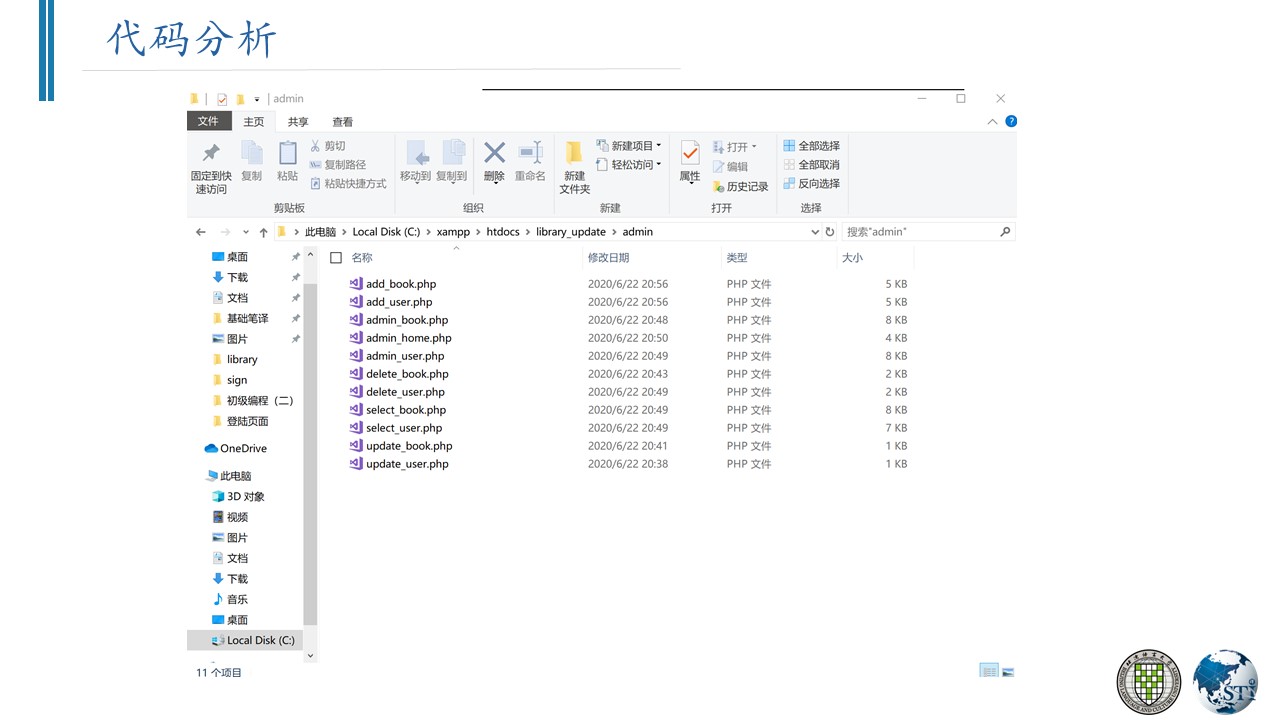 代码分析
admin
文件 主页 共享 查看
固定到快速访问
复制
粘贴
剪切
复制路径
粘贴快捷方式
剪贴板
移动到
复制到
删除
重命名
组织
新建文件夹
新建项目
轻松访问
新建
属性
打开
编辑
历史记录
打开
全部选择
全部取消
反向选择
选择
此电脑 > Local Disk (C:) > xampp > htdocs > library_update > admin
搜索"admin"
桌面
下载
文档
基础笔译
图片
library
sign
初级编程（二）
登陆页面
OneDrive
此电脑
3D 对象
视频
图片
文档
下载
音乐
桌面
Local Disk (C:)
名称 修改日期 类型 大小
add_book.php 2020/6/22 20:56 PHP 文件 5 KB
add_user.php 2020/6/22 20:56 PHP 文件 5 KB
admin_book.php 2020/6/22 20:48 PHP 文件 8 KB
admin_home.php 2020/6/22 20:50 PHP 文件 4 KB
admin_user.php 2020/6/22 20:49 PHP 文件 8 KB
delete_book.php 2020/6/22 20:43 PHP 文件 2 KB
delete_user.php 2020/6/22 20:49 PHP 文件 2 KB
select_book.php 2020/6/22 20:49 PHP 文件 8 KB
select_user.php 2020/6/22 20:49 PHP 文件 7 KB
update_book.php 2020/6/22 20:41 PHP 文件 1 KB
update_user.php 2020/6/22 20:38 PHP 文件 1 KB
11 个项目
STI